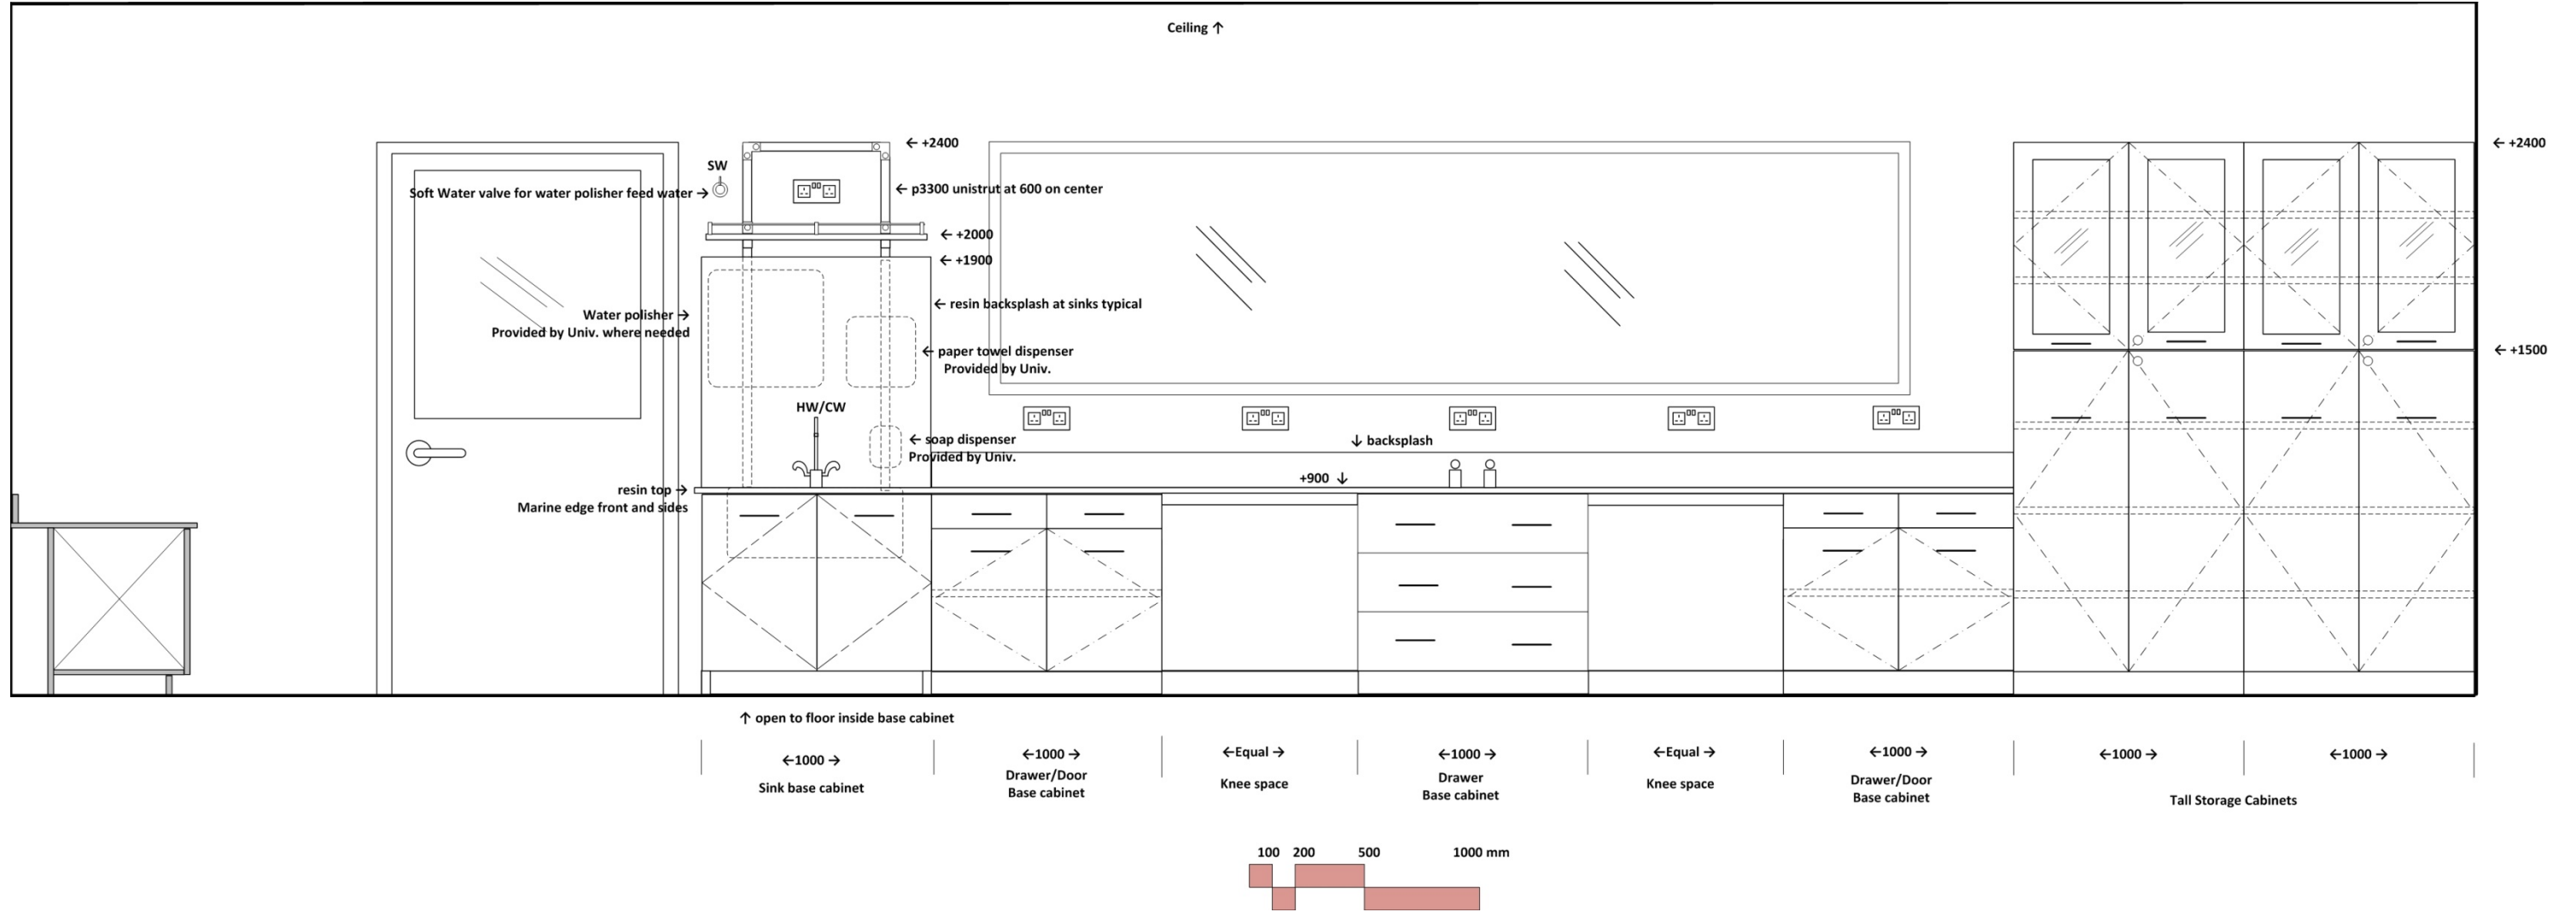 Ceiling ↑
← +2400
← +2400
SW
Soft Water valve for water polisher feed water →
← p3300 unistrut at 600 on center
← +2000
← +1900
← resin backsplash at sinks typical
Water polisher →
Provided by Univ. where needed
← paper towel dispenser
Provided by Univ.
← +1500
HW/CW
← soap dispenser
Provided by Univ.
↓ backsplash
+900 ↓
resin top →
Marine edge front and sides
↑ open to floor inside base cabinet
←1000 →
Sink base cabinet
←1000 →
Drawer/Door
Base cabinet
←Equal →
Knee space
←1000 →
Drawer
Base cabinet
←Equal →
Knee space
←1000 →
Drawer/Door
Base cabinet
←1000 →
←1000 →
Tall Storage Cabinets
100 200 500 1000 mm